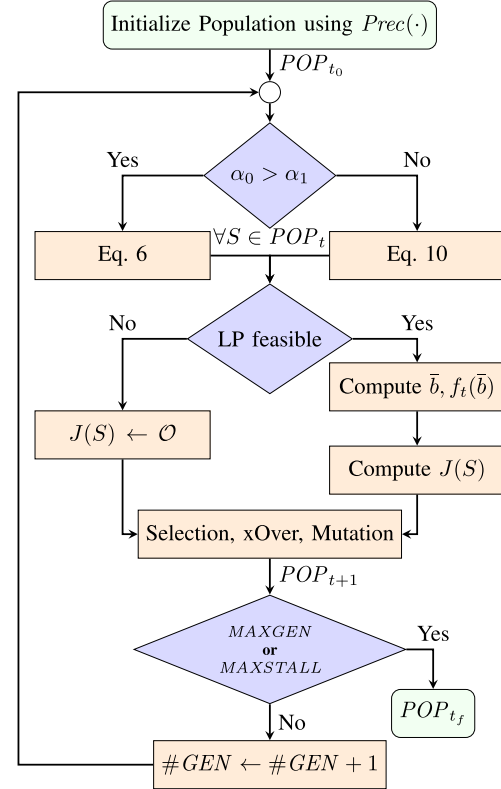 Initialize Population using Prec(·)
POP_{t_0}
α_0 > α_1
Yes
No
Eq. 6
∀S ∈ POP_t
Eq. 10
LP feasible
No
Yes
Compute b̅, f_t(b̅)
J(S) ← 𝒪
Compute J(S)
Selection, xOver, Mutation
POP_{t+1}
MAXGEN
or
MAXSTALL
Yes
POP_{t_f}
No
#GEN ← #GEN + 1